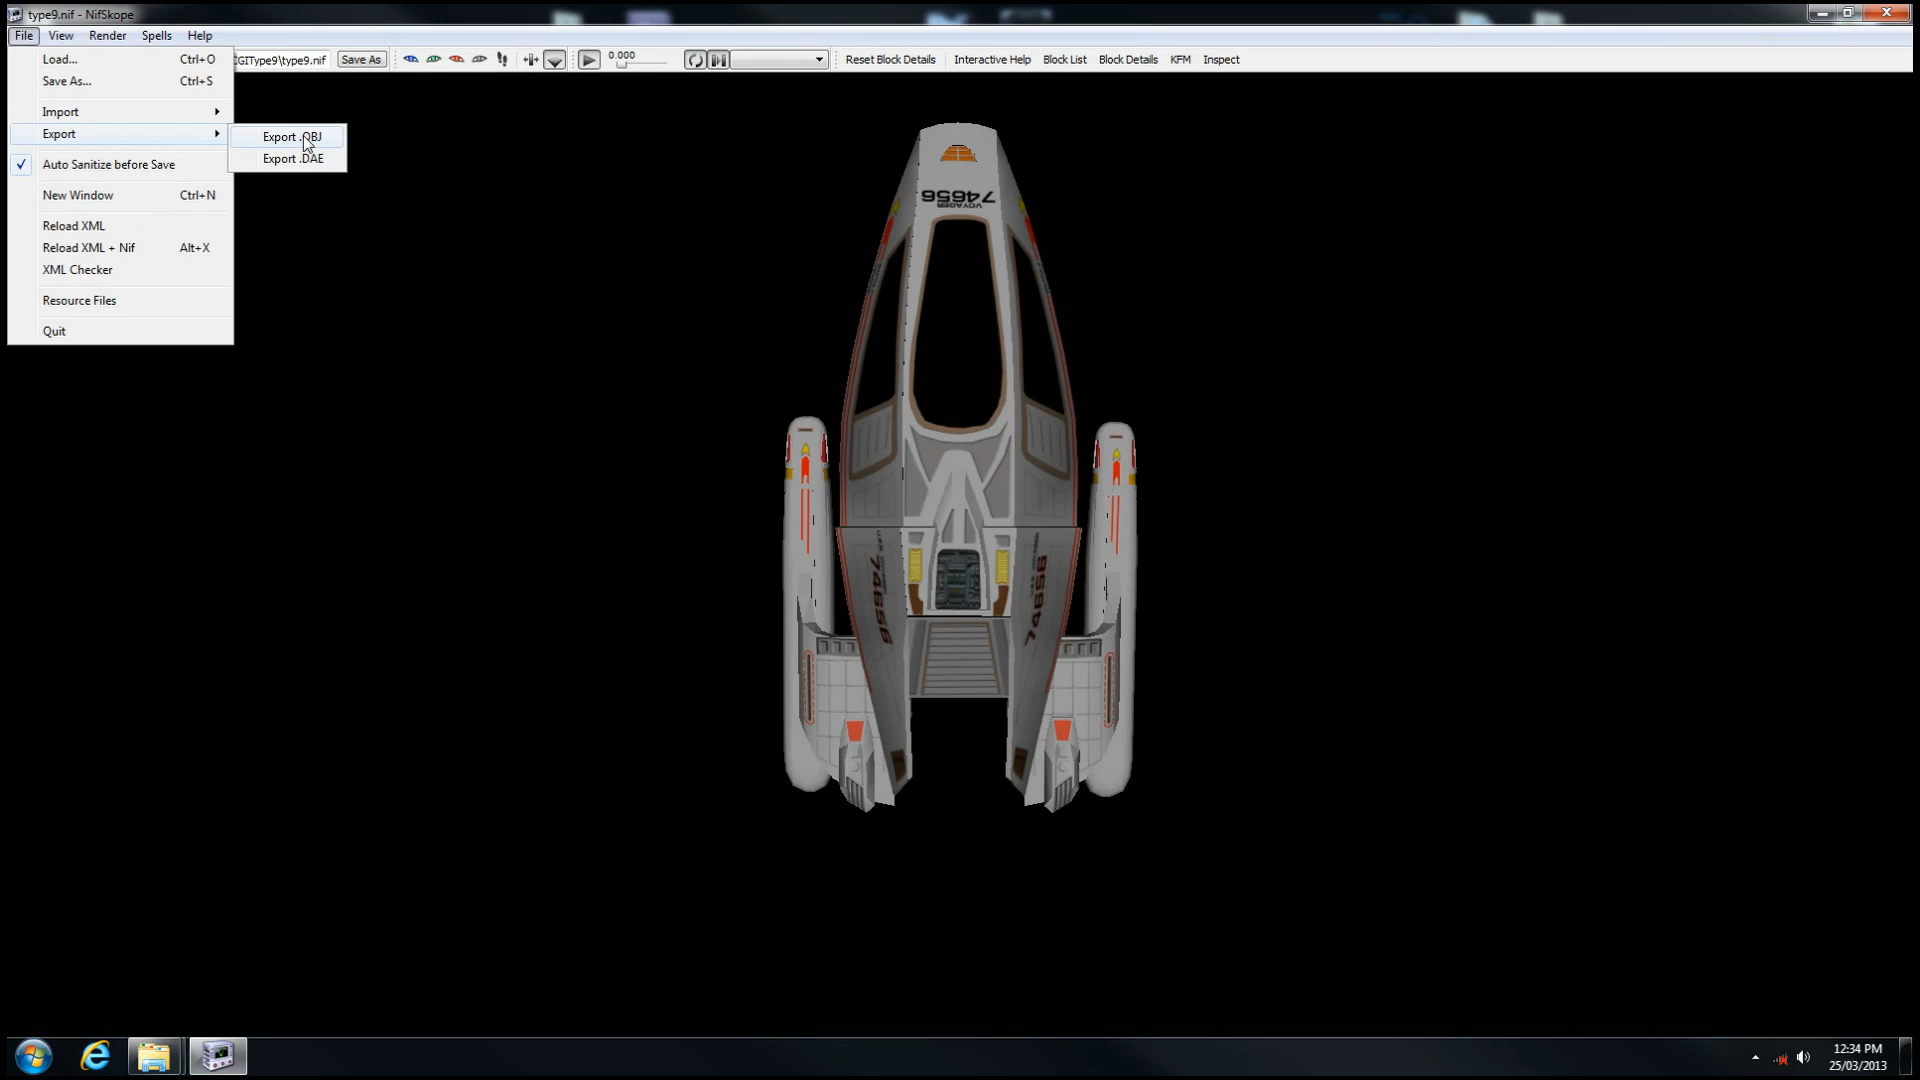 type9.nif - NifSkope
File View Render Spells Help
Load... Ctrl+O
CGIType9\type9.nif Save As 0.000 Reset Block Details Interactive Help Block List Block Details KFM Inspect
Save As... Ctrl+S
Import
Export
Export .OBJ
Export .DAE
Auto Sanitize before Save
New Window Ctrl+N
Reload XML
Reload XML + Nif Alt+X
XML Checker
Resource Files
Quit
74656
VOYAGER
74656
74656
12:34 PM
25/03/2013